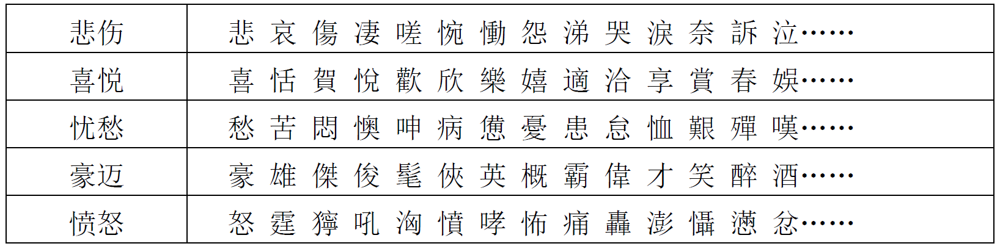 悲伤 悲 哀 傷 凄 嗟 惋 慟 怨 涕 哭 淚 奈 訴 泣……
喜悦 喜 恬 賀 悅 歡 欣 樂 嬉 適 洽 享 賞 春 娛……
忧愁 愁 苦 悶 懊 呻 病 憊 憂 患 怠 恤 艱 殫 嘆……
豪迈 豪 雄 傑 俊 髦 俠 英 概 霸 偉 才 笑 醉 酒……
愤怒 怒 霆 獰 吼 洶 憤 哮 怖 痛 轟 澎 懾 懣 忿……